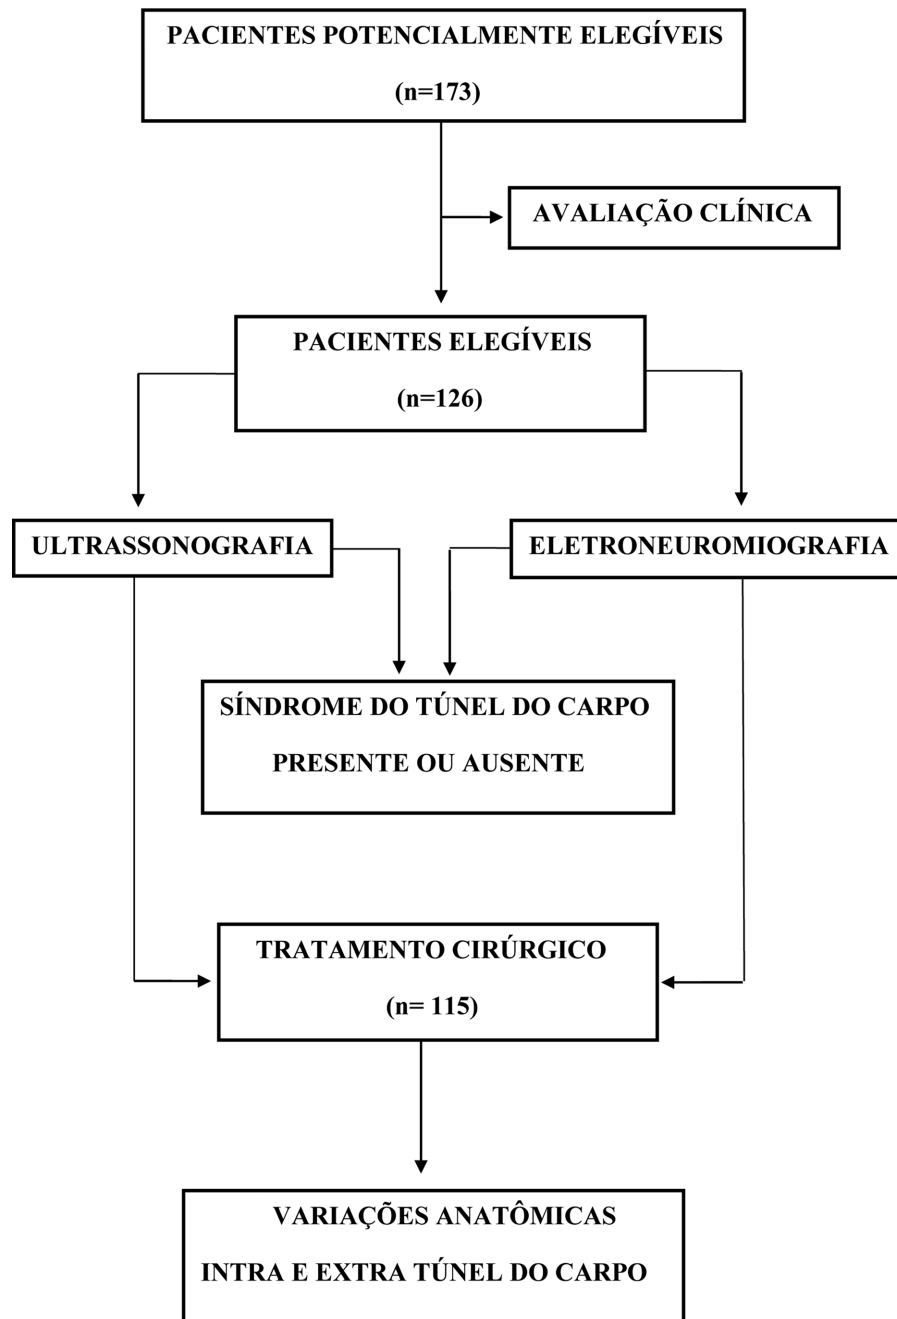 PACIENTES POTENCIALMENTE ELEGÍVEIS
(n=173)
AVALIAÇÃO CLÍNICA
PACIENTES ELEGÍVEIS
(n=126)
ULTRASSONOGRAFIA
ELETRONEUROMIOGRAFIA
SÍNDROME DO TÚNEL DO CARPO
PRESENTE OU AUSENTE
TRATAMENTO CIRÚRGICO
(n= 115)
VARIAÇÕES ANATÔMICAS
INTRA E EXTRA TÚNEL DO CARPO